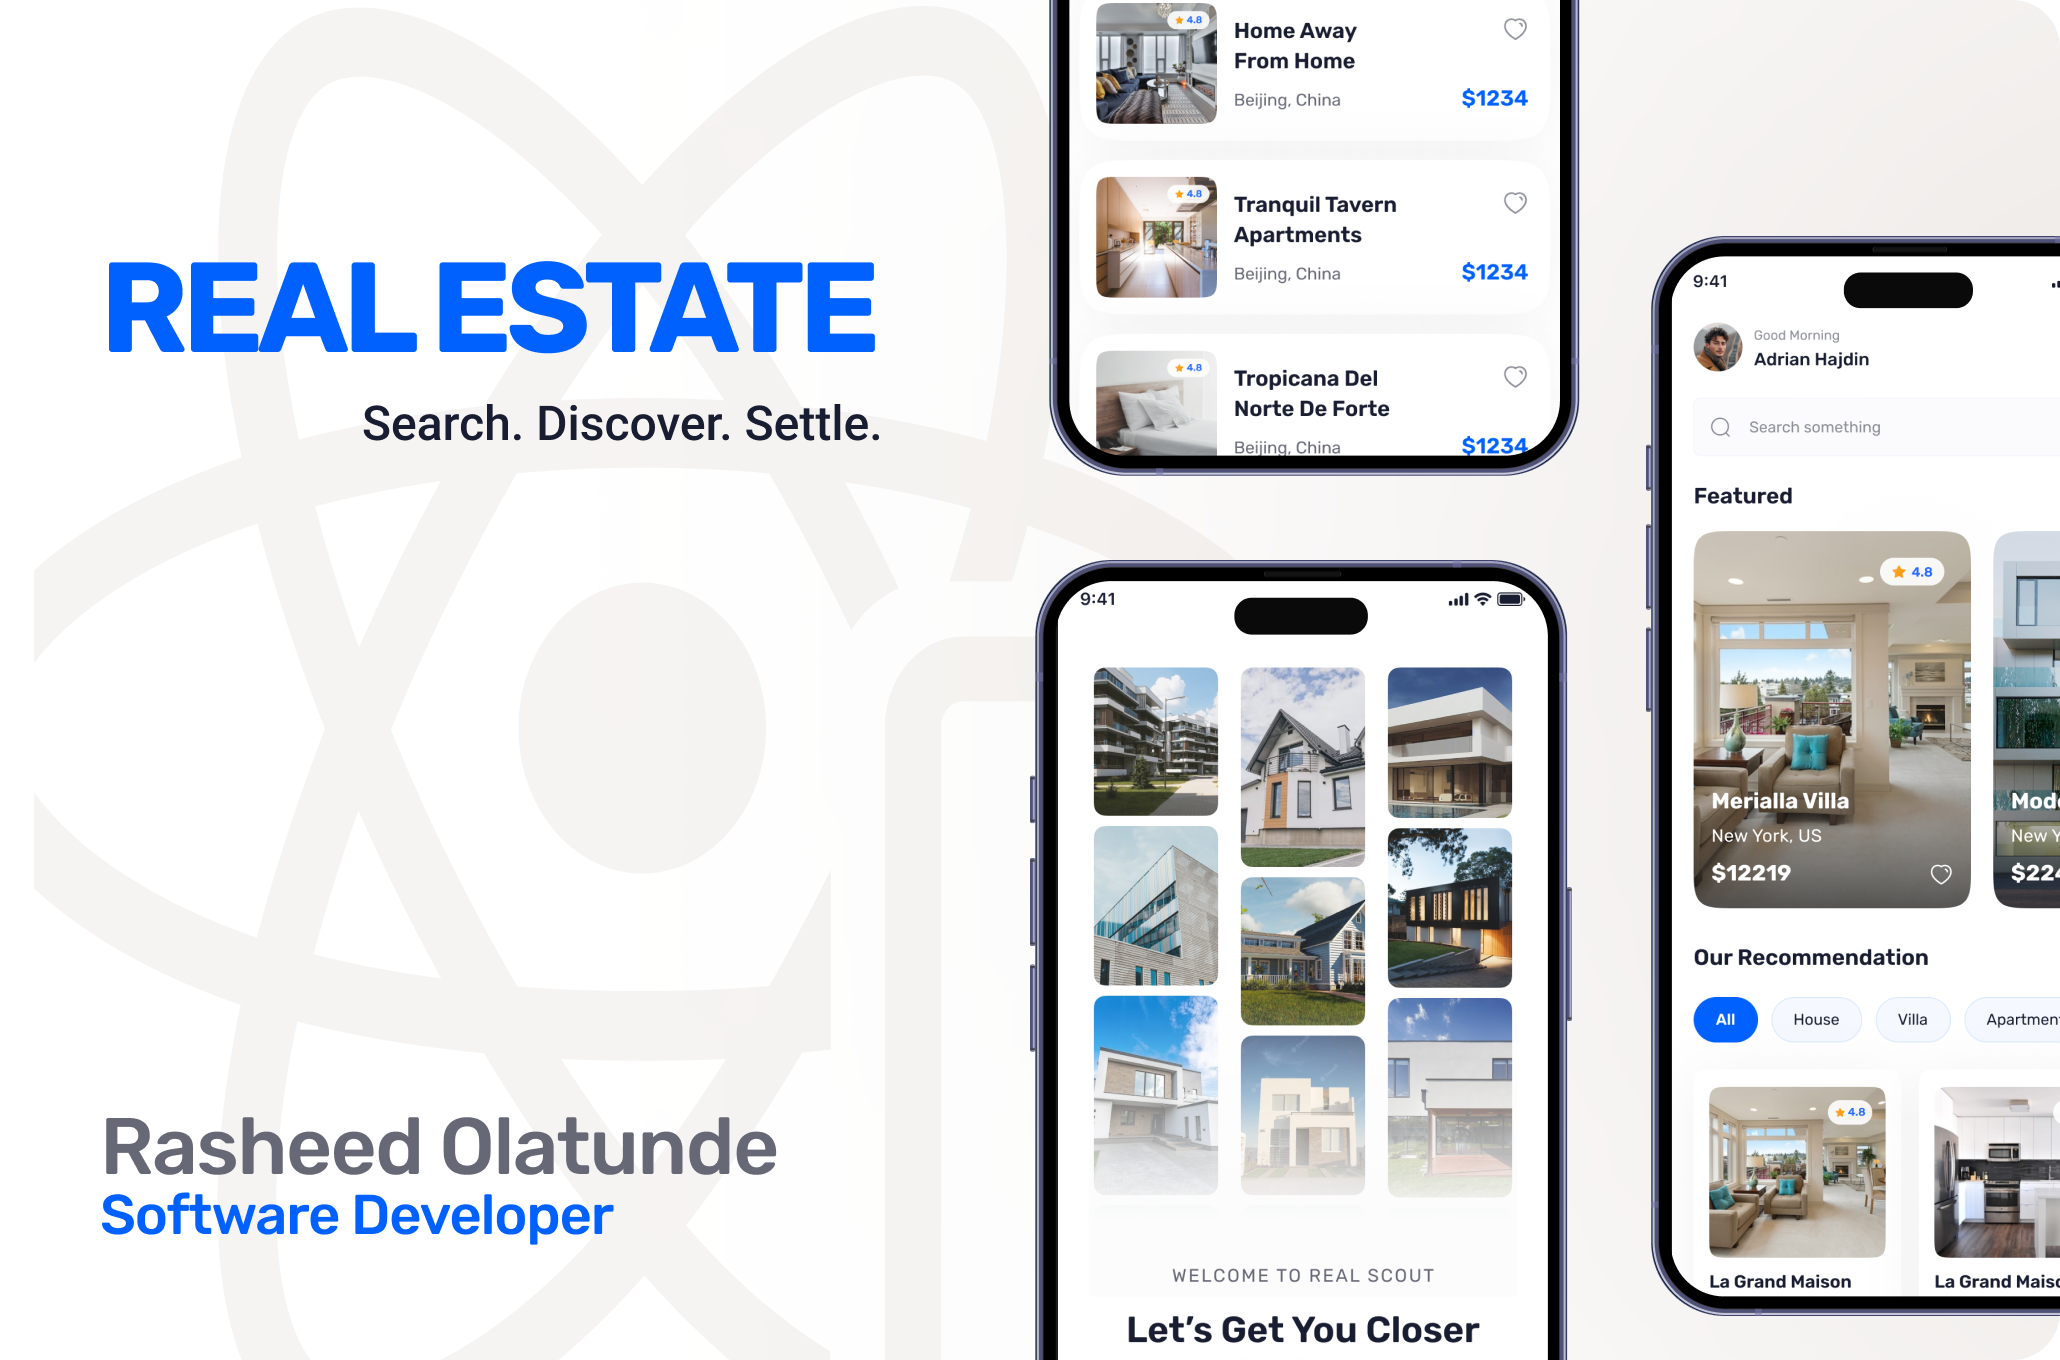 REAL ESTATE
Search. Discover. Settle.
Rasheed Olatunde
Software Developer
4.8
Home Away
From Home
Beijing, China
$1234
4.8
Tranquil Tavern
Apartments
Beijing, China
$1234
4.8
Tropicana Del
Norte De Forte
Beijing, China
$1234
9:41
WELCOME TO REAL SCOUT
Let's Get You Closer
9:41
Good Morning
Adrian Hajdin
Search something
Featured
4.8
Merialla Villa
New York, US
$12219
New
All
House
Villa
Our Recommendation
4.8
La Grand Maison
La Grand